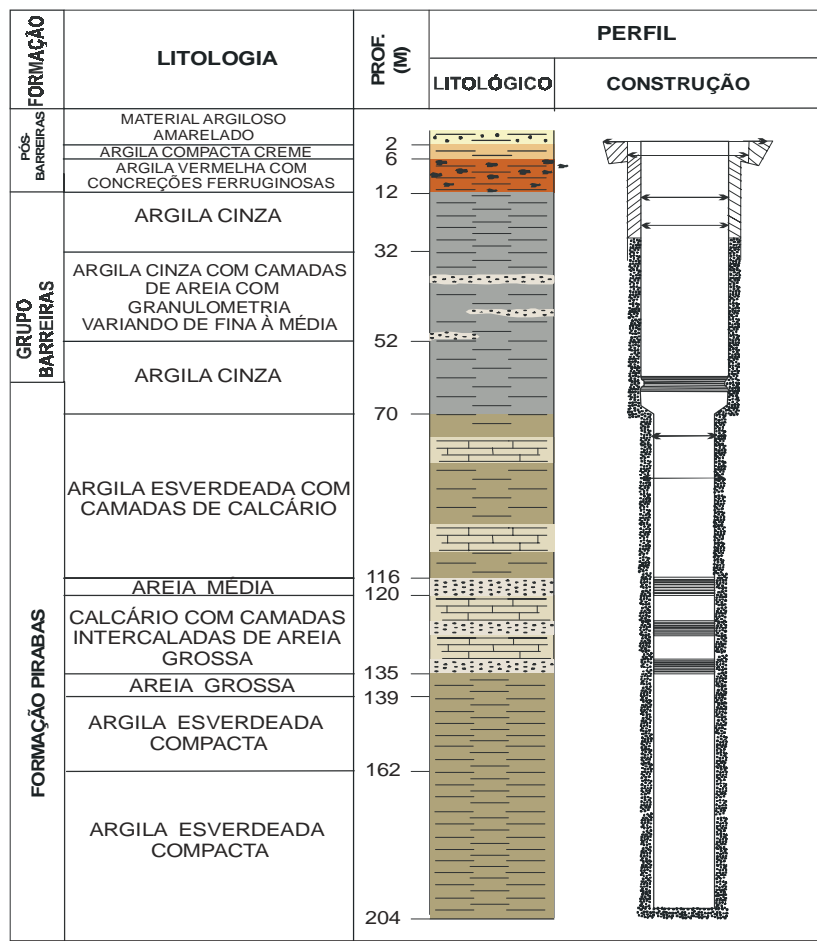 FORMAÇÃO
LITOLOGIA
PROF.
(M)
PERFIL
LITOLÓGICO
CONSTRUÇÃO
PÓS-
BARREIRAS
MATERIAL ARGILOSO
AMARELADO
2
ARGILA COMPACTA CREME
6
ARGILA VERMELHA COM
CONCREÇÕES FERRUGINOSAS
12
GRUPO
BARREIRAS
ARGILA CINZA
32
ARGILA CINZA COM CAMADAS
DE AREIA COM
GRANULOMETRIA
VARIANDO DE FINA À MÉDIA
52
ARGILA CINZA
70
FORMAÇÃO PIRABAS
ARGILA ESVERDEADA COM
CAMADAS DE CALCÁRIO
116
AREIA MÉDIA
120
CALCÁRIO COM CAMADAS
INTERCALADAS DE AREIA
GROSSA
135
AREIA GROSSA
139
ARGILA ESVERDEADA
COMPACTA
162
ARGILA ESVERDEADA
COMPACTA
204